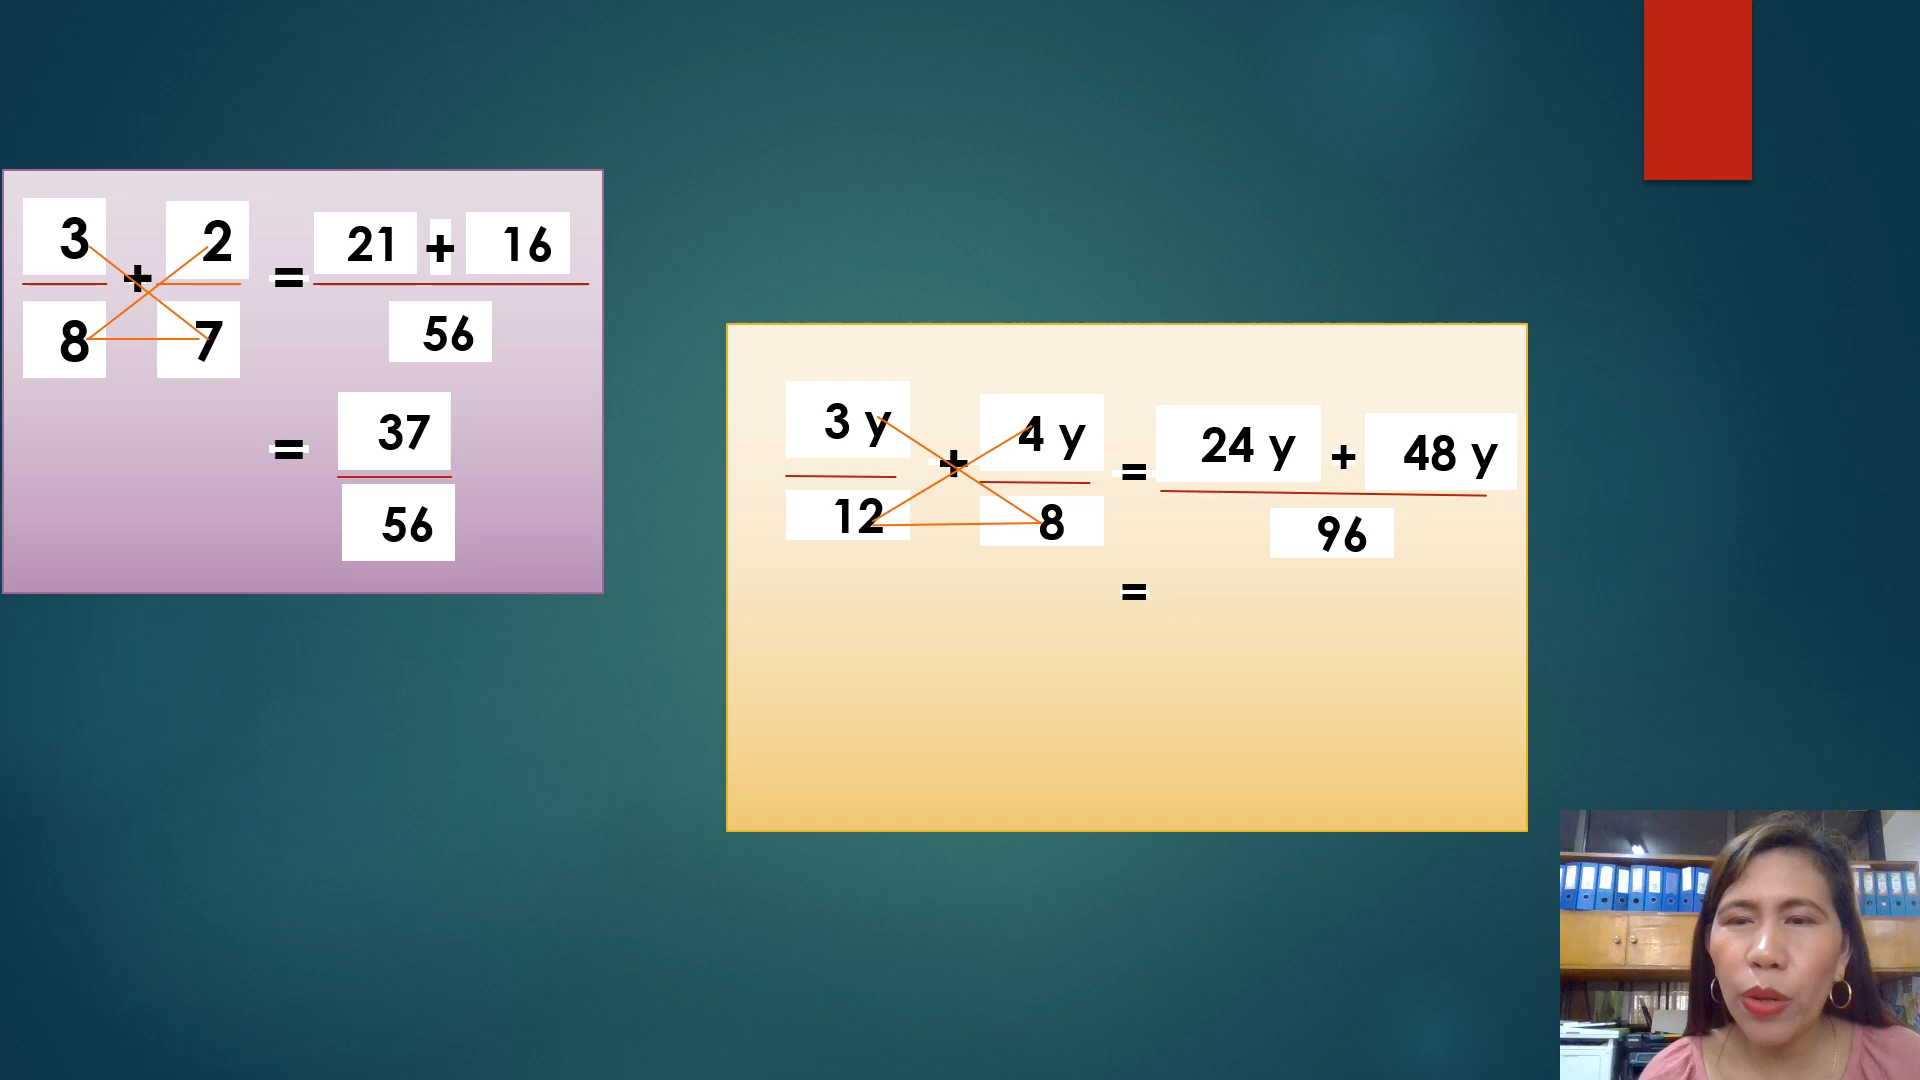 3 + 2 = 21 + 16
8 7 56
= 37
56
3 y + 4 y = 24 y + 48 y
12 8 96
=